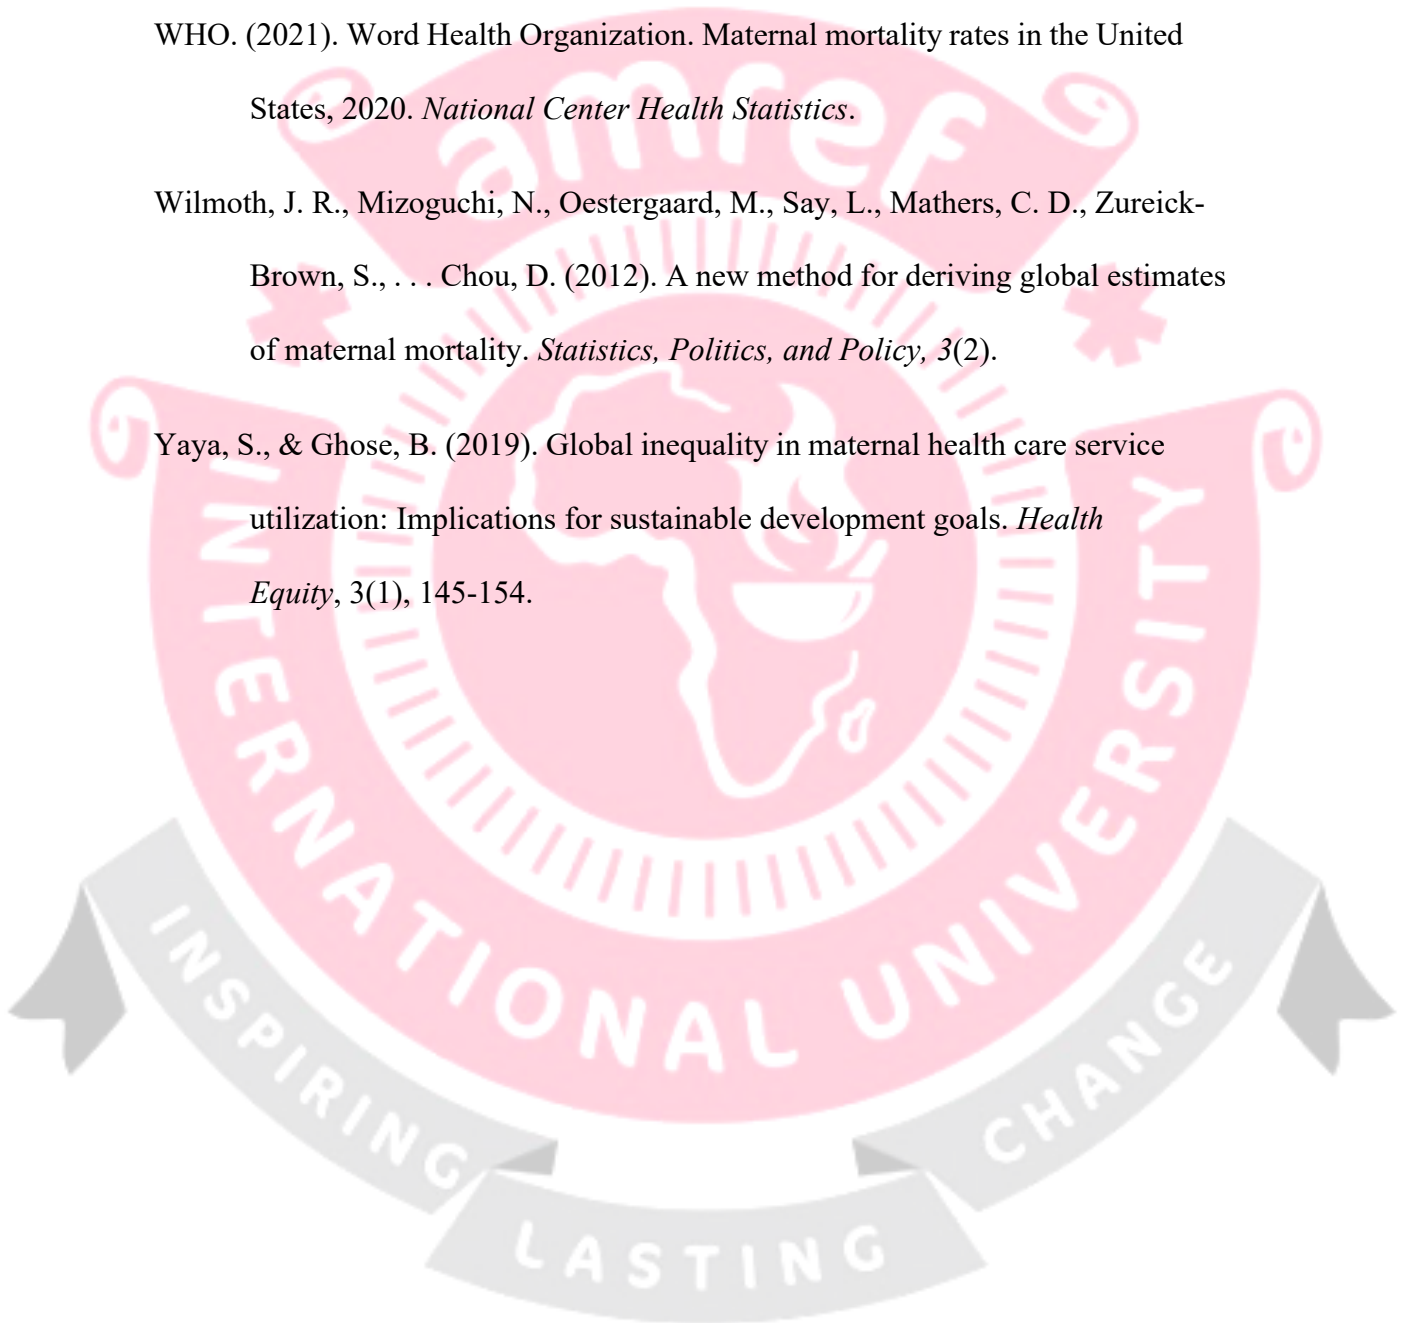 WHO. (2021). Word Health Organization. Maternal mortality rates in the United
States, 2020. National Center Health Statistics.
Wilmoth, J. R., Mizoguchi, N., Oestergaard, M., Say, L., Mathers, C. D., Zureick-
Brown, S., . . . Chou, D. (2012). A new method for deriving global estimates
of maternal mortality. Statistics, Politics, and Policy, 3(2).
Yaya, S., & Ghose, B. (2019). Global inequality in maternal health care service
utilization: Implications for sustainable development goals. Health
Equity, 3(1), 145-154.
amref
INTERNATIONAL UNIVERSITY
INSPIRING
LASTING
CHANGE